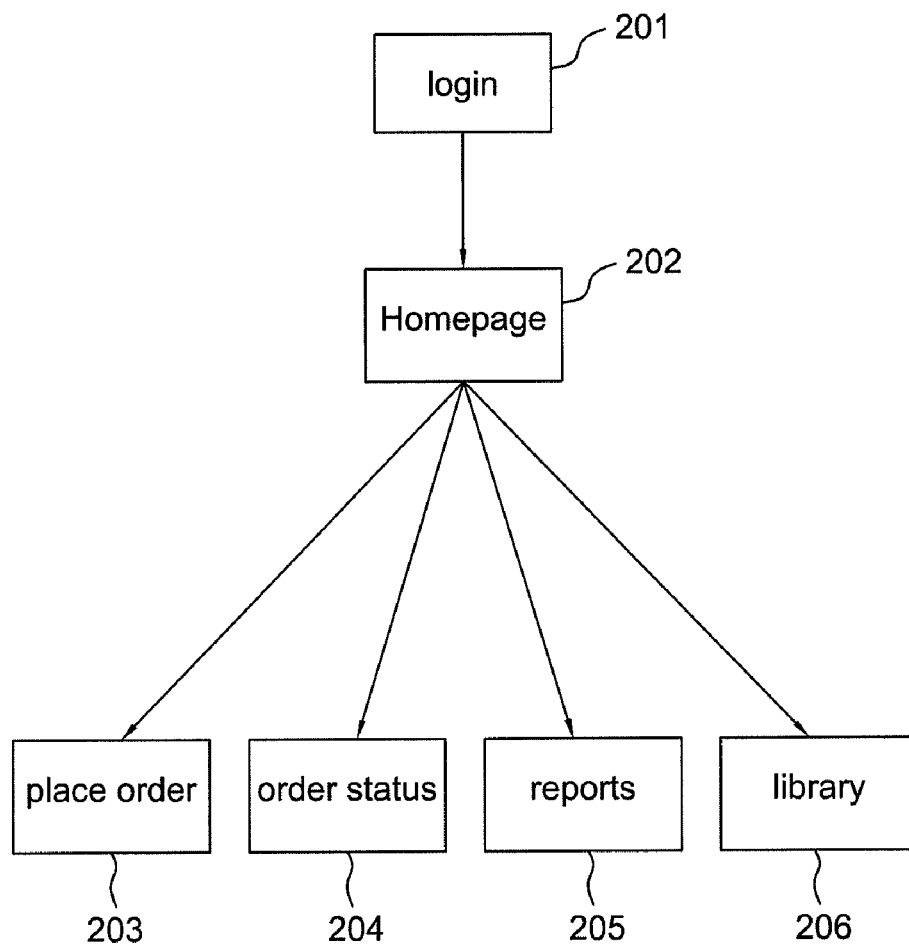 201
login
202
Homepage
place order
order status
reports
library
203
204
205
206